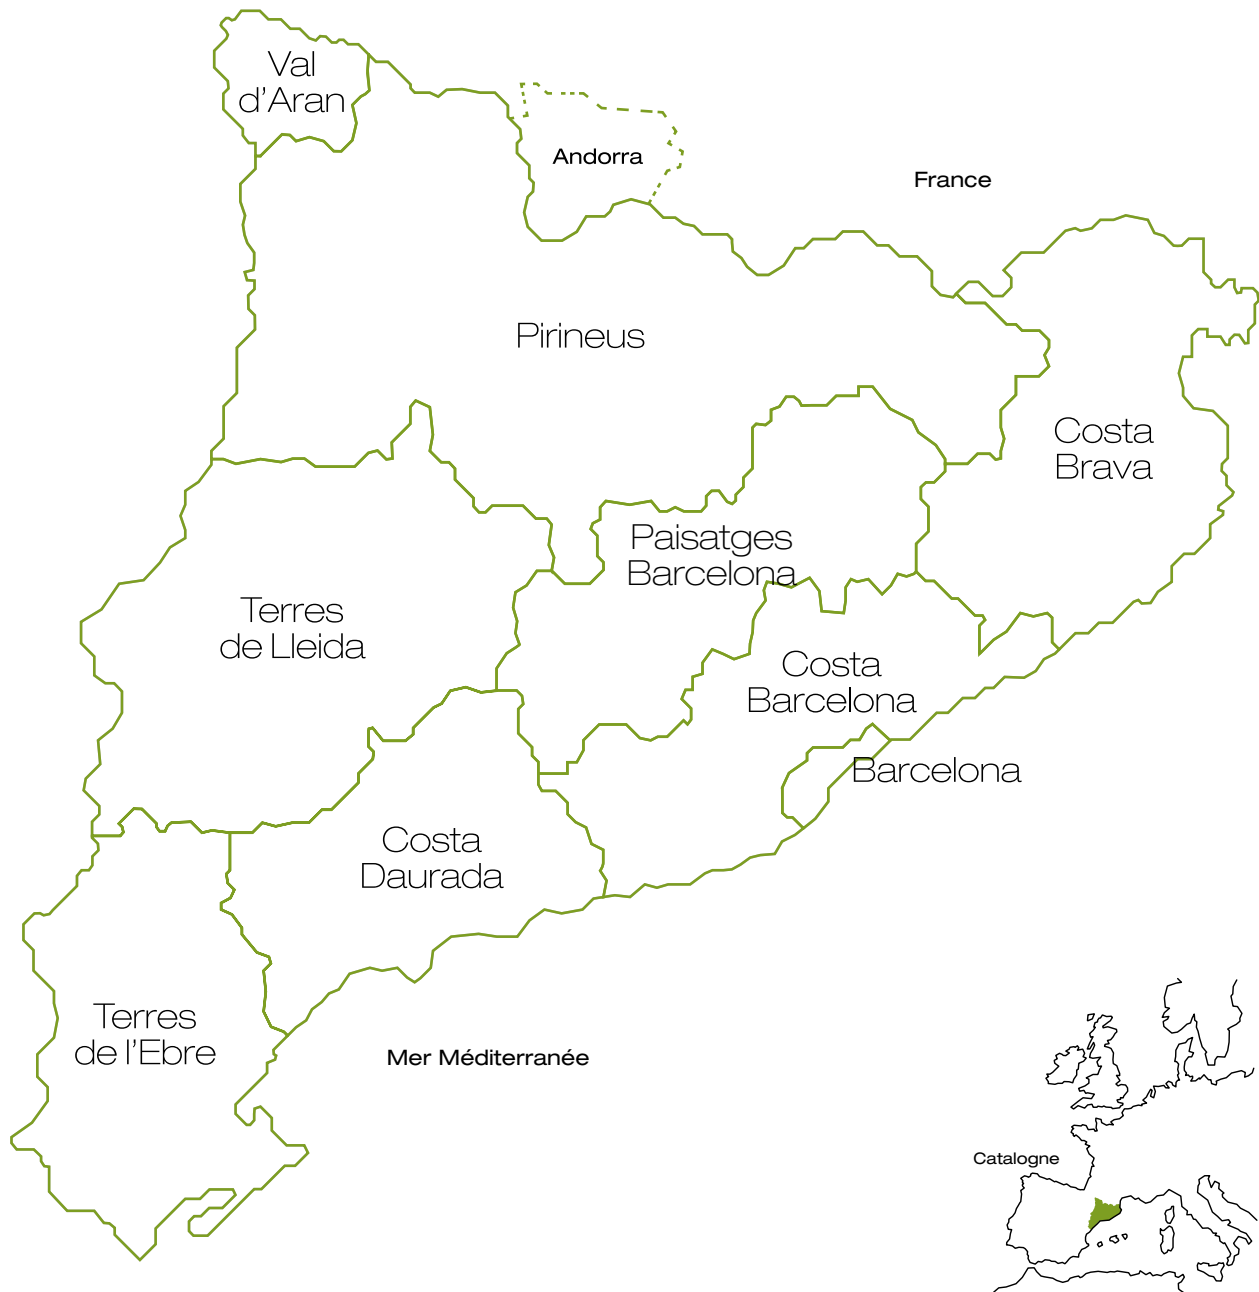 Val
d'Aran
Andorra
France
Pirineus
Costa
Brava
Paisatges
Barcelona
Terres
de Lleida
Costa
Barcelona
Barcelona
Costa
Daurada
Terres
de l'Ebre
Mer Méditerranée
Catalogne